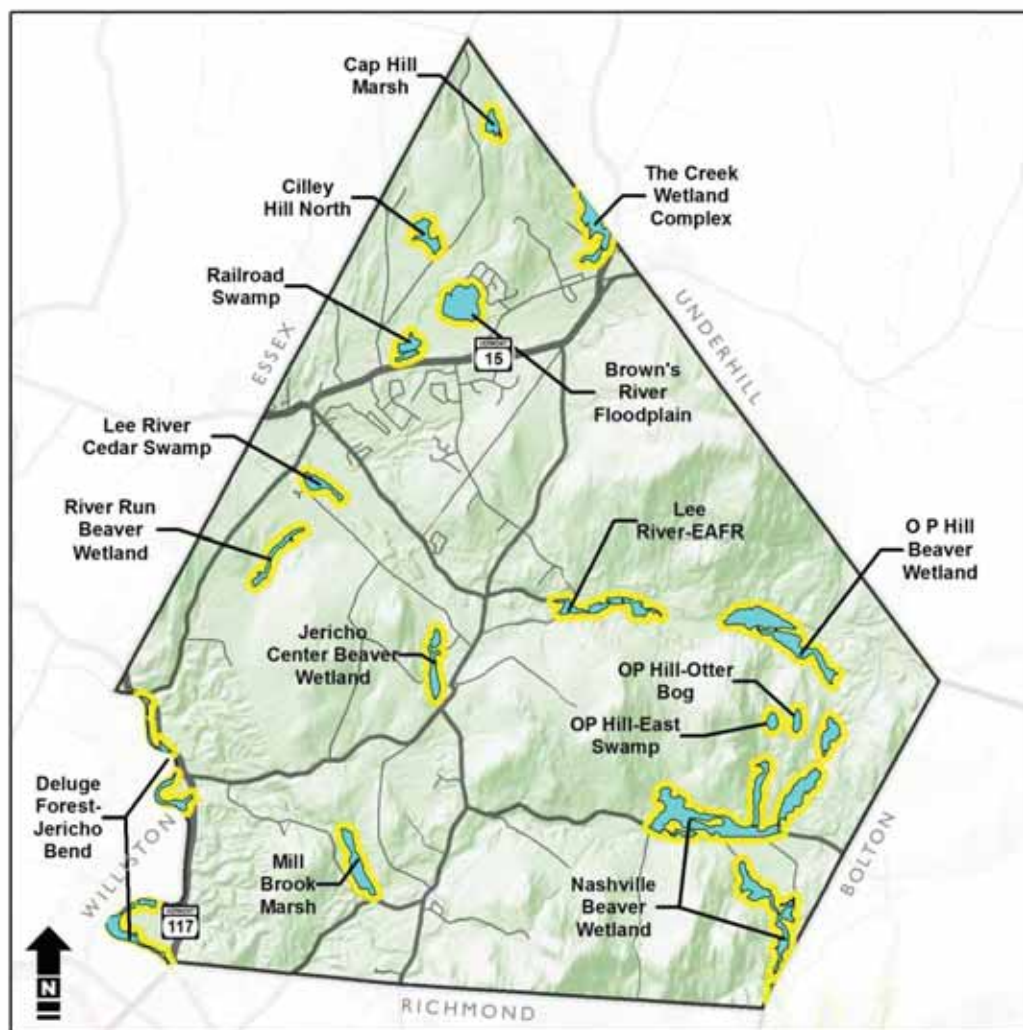 Cap Hill
Marsh
The Creek
Wetland
Complex
Cilley
Hill North
Railroad
Swamp
ESSEX
UNDERHILL
VERMONT
15
Brown's
River
Floodplain
Lee River
Cedar Swamp
River Run
Beaver
Wetland
Lee
River-EAFR
O P Hill
Beaver
Wetland
Jericho
Center Beaver
Wetland
OP Hill-Otter
Bog
OP Hill-East
Swamp
Deluge
Forest-
Jericho
Bend
WILLISTON
Mill
Brook
Marsh
Nashville
Beaver
Wetland
BOLTON
VERMONT
117
N
RICHMOND